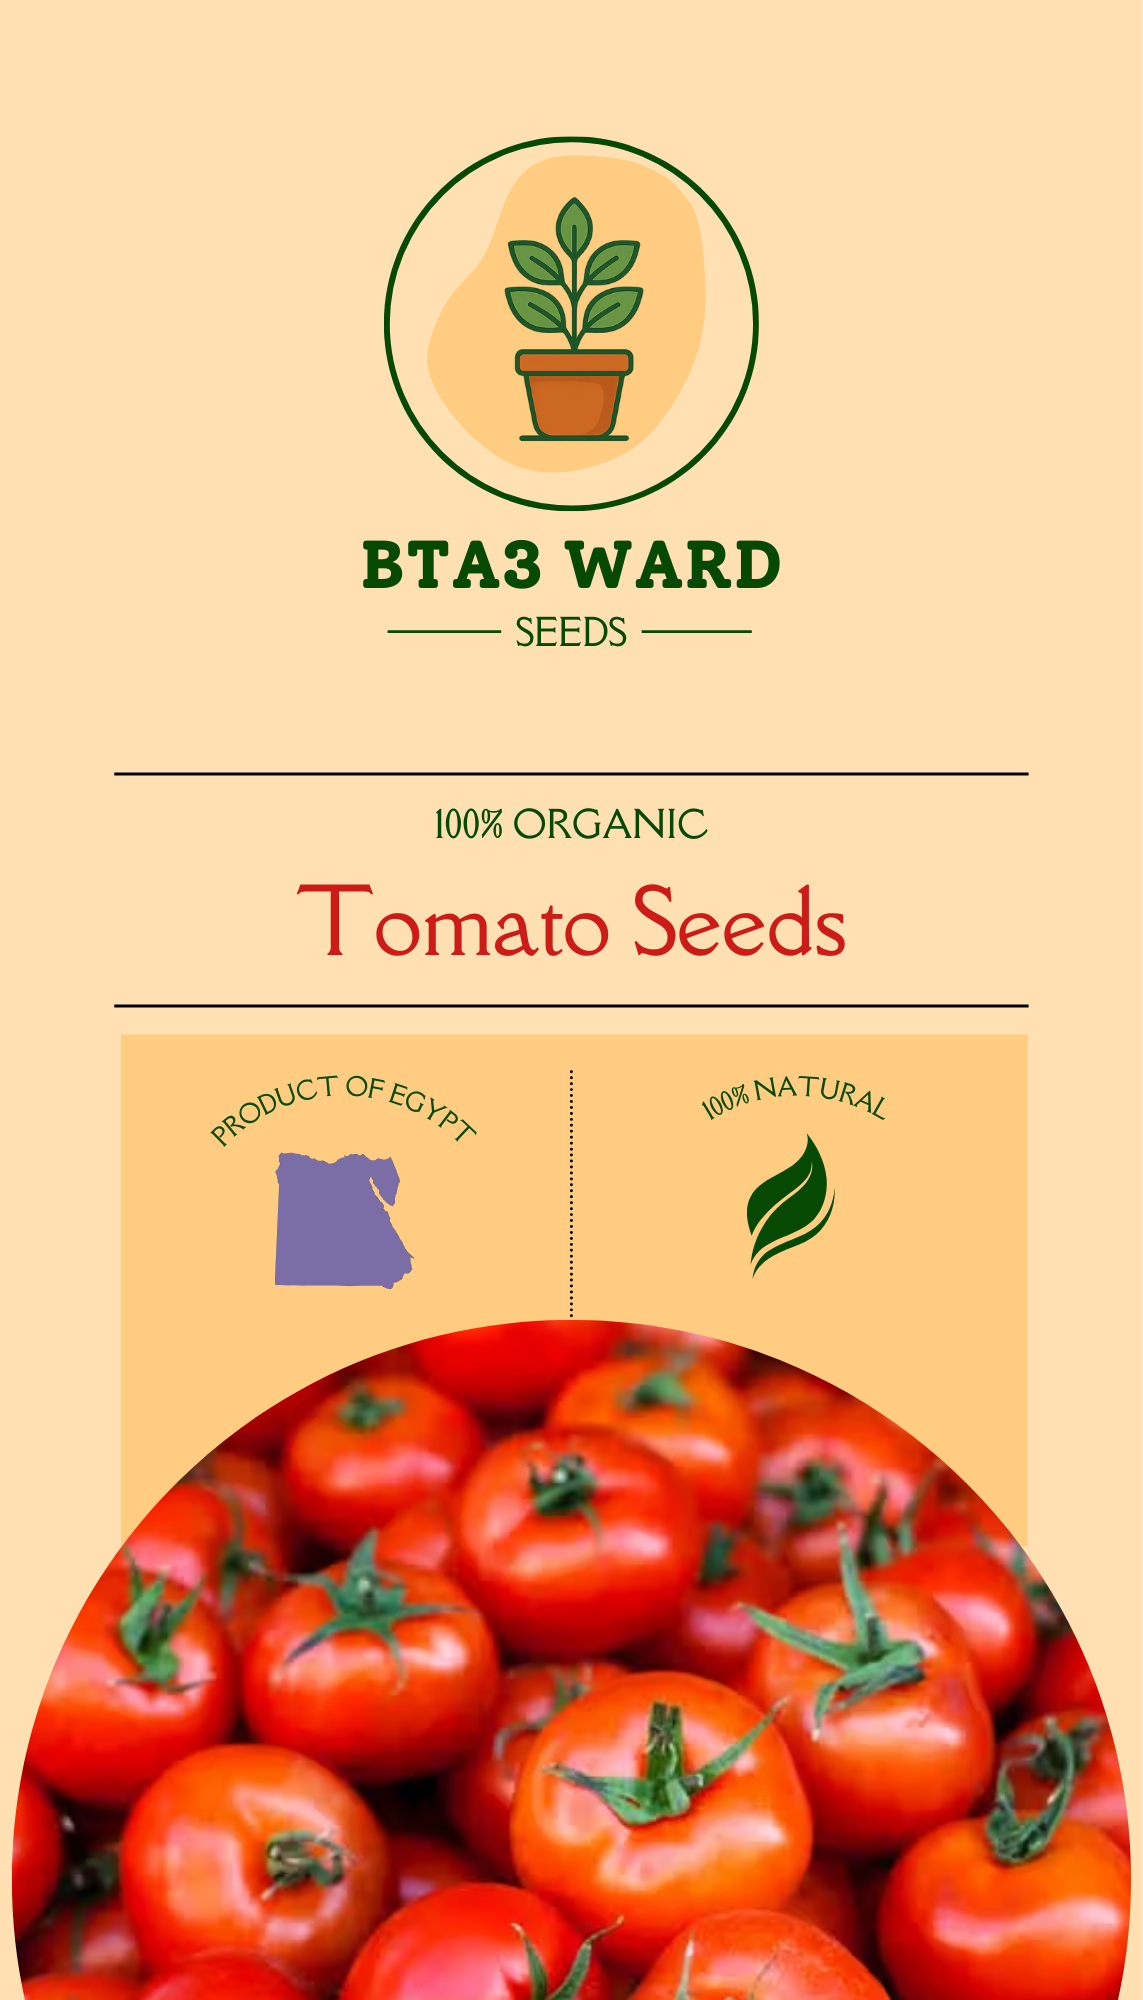 BTA3 WARD
SEEDS
100% ORGANIC
Tomato Seeds
PRODUCT OF EGYPT
100% NATURAL